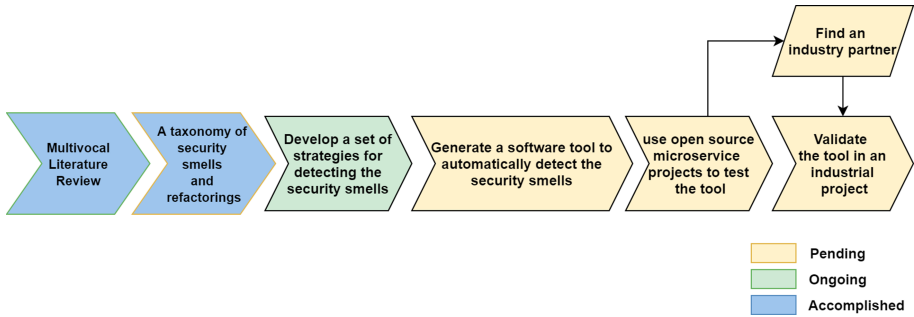 Multivocal
Literature
Review
A taxonomy of
security
smells
and
refactorings
Develop a set of
strategies for
detecting the
security smells
Generate a software tool to
automatically detect the
security smells
use open source
microservice
projects to test
the tool
Find an
industry partner
Validate
the tool in an
industrial
project
Pending
Ongoing
Accomplished